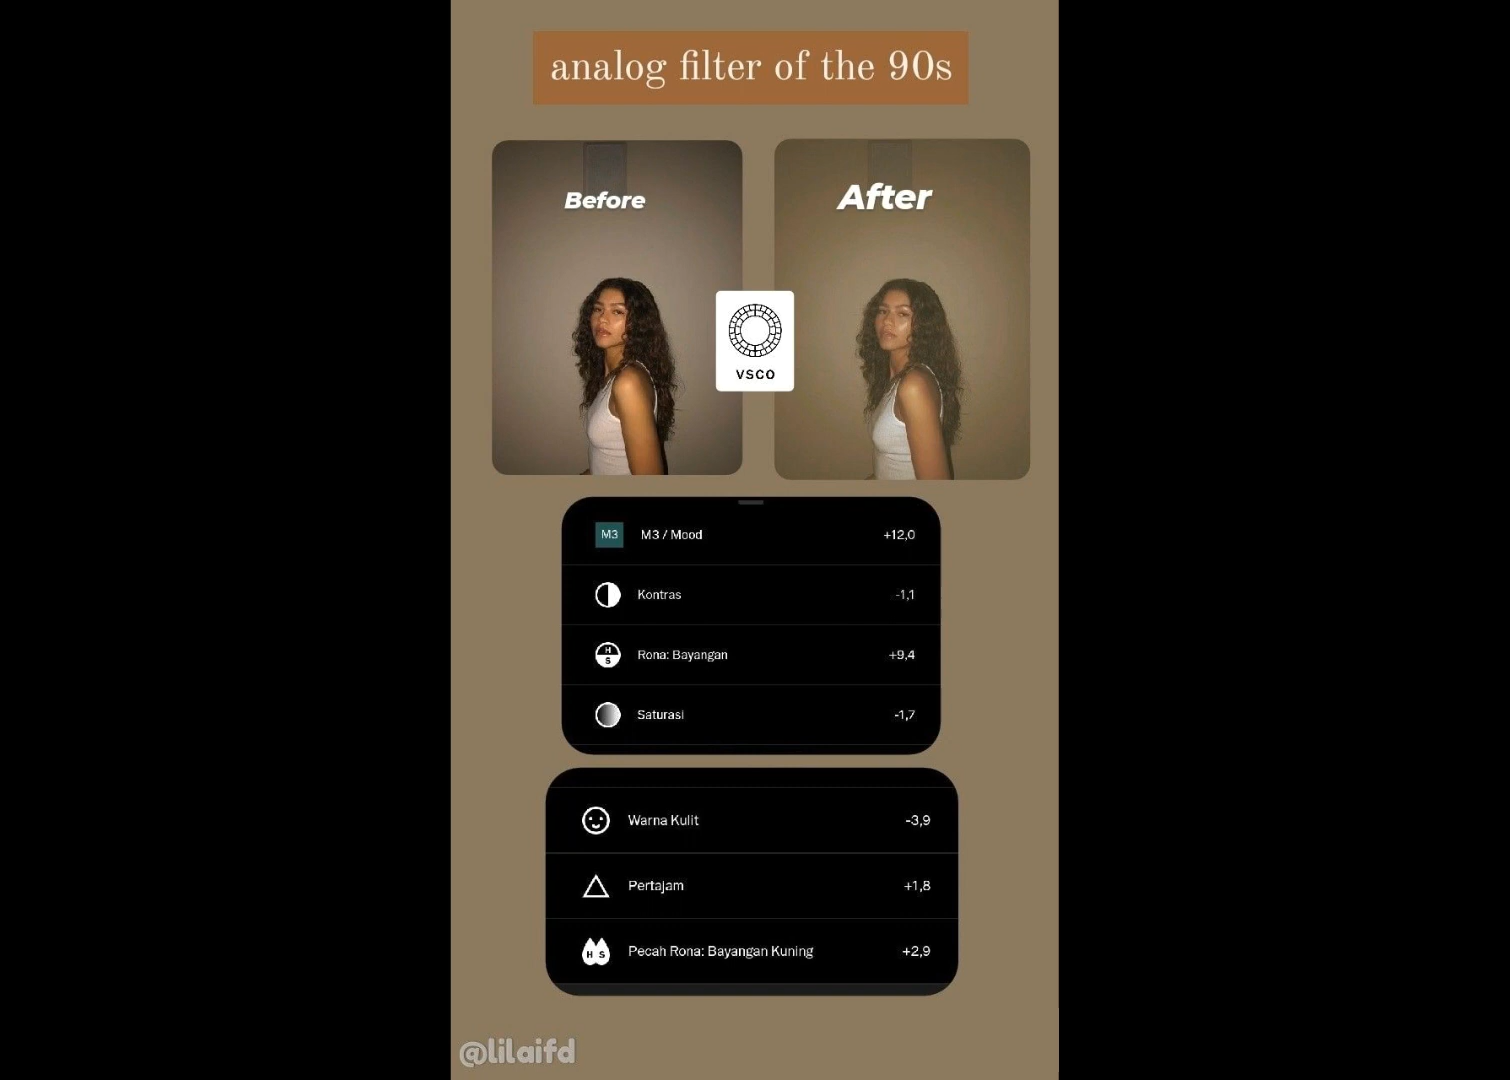 analog filter of the 90s
Before
After
VSCO
M3 M3 / Mood +12,0
Kontras -1,1
H S Rona: Bayangan +9,4
Saturasi -1,7
Warna Kulit -3,9
Pertajam +1,8
H S Pecah Rona: Bayangan Kuning +2,9
@lilaifd